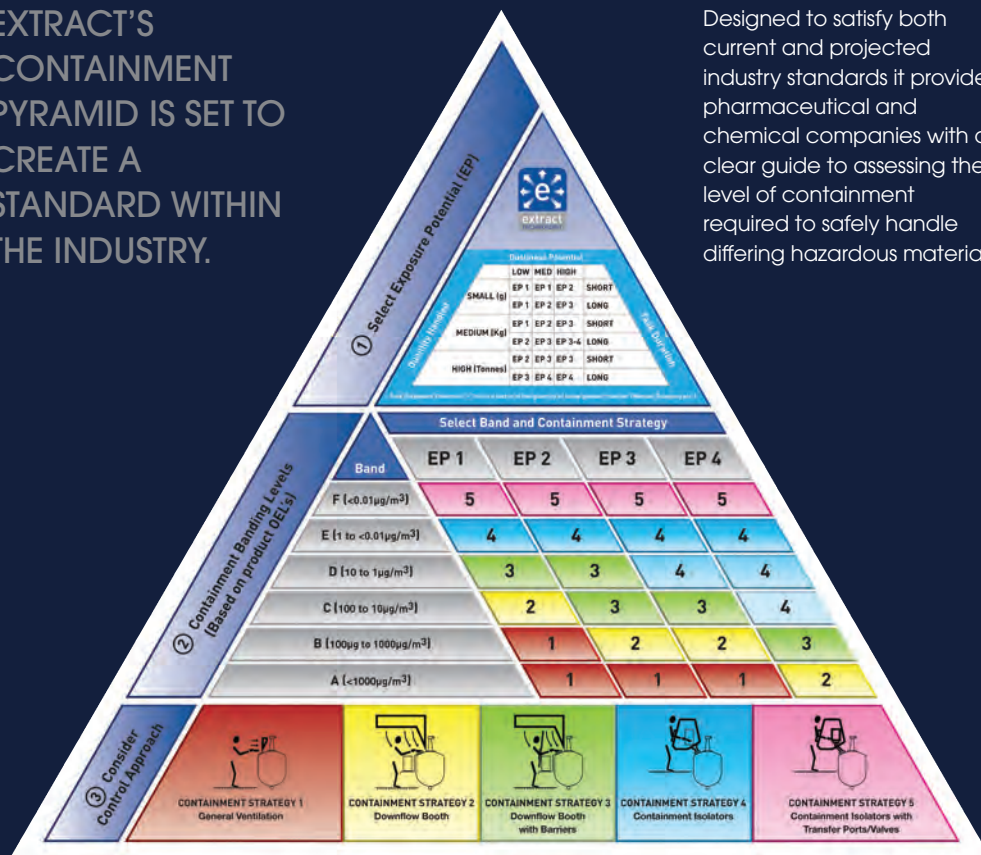 EXTRACT'S
CONTAINMENT
PYRAMID IS SET TO
CREATE A
STANDARD WITHIN
THE INDUSTRY.
Designed to satisfy both
current and projected
industry standards it provide
pharmaceutical and
chemical companies with
clear guide to assessing the
level of containment
required to safely handle
differing hazardous materia
① Select Exposure Potential (EP)
e
extract
Dustiness Potential
LOW MED HIGH
Quantity Handled
Task Duration
SMALL (g) EP 1 EP 1 EP 2 SHORT
EP 1 EP 2 EP 3 LONG
MEDIUM (Kg) EP 1 EP 2 EP 3 SHORT
EP 2 EP 3 EP 3-4 LONG
HIGH (Tonnes) EP 2 EP 3 EP 3 SHORT
EP 3 EP 4 EP 4 LONG
② Containment Banding Levels
(Based on product OEL's)
Select Band and Containment Strategy
Band EP 1 EP 2 EP 3 EP 4
F (<0.01µg/m³) 5 5 5 5
E (1 to <0.01µg/m³) 4 4 4 4
D (10 to 1µg/m³) 3 3 4 4
C (100 to 10µg/m³) 2 3 3 4
B (100µg to 1000µg/m³) 1 2 2 3
A (<1000µg/m³) 1 1 1 2
③ Consider
Control Approach
CONTAINMENT STRATEGY 1
General Ventilation
CONTAINMENT STRATEGY 2
Downflow Booth
CONTAINMENT STRATEGY 3
Downflow Booth
with Barriers
CONTAINMENT STRATEGY 4
Containment Isolators
CONTAINMENT STRATEGY 5
Containment Isolators with
Transfer Ports/Valves